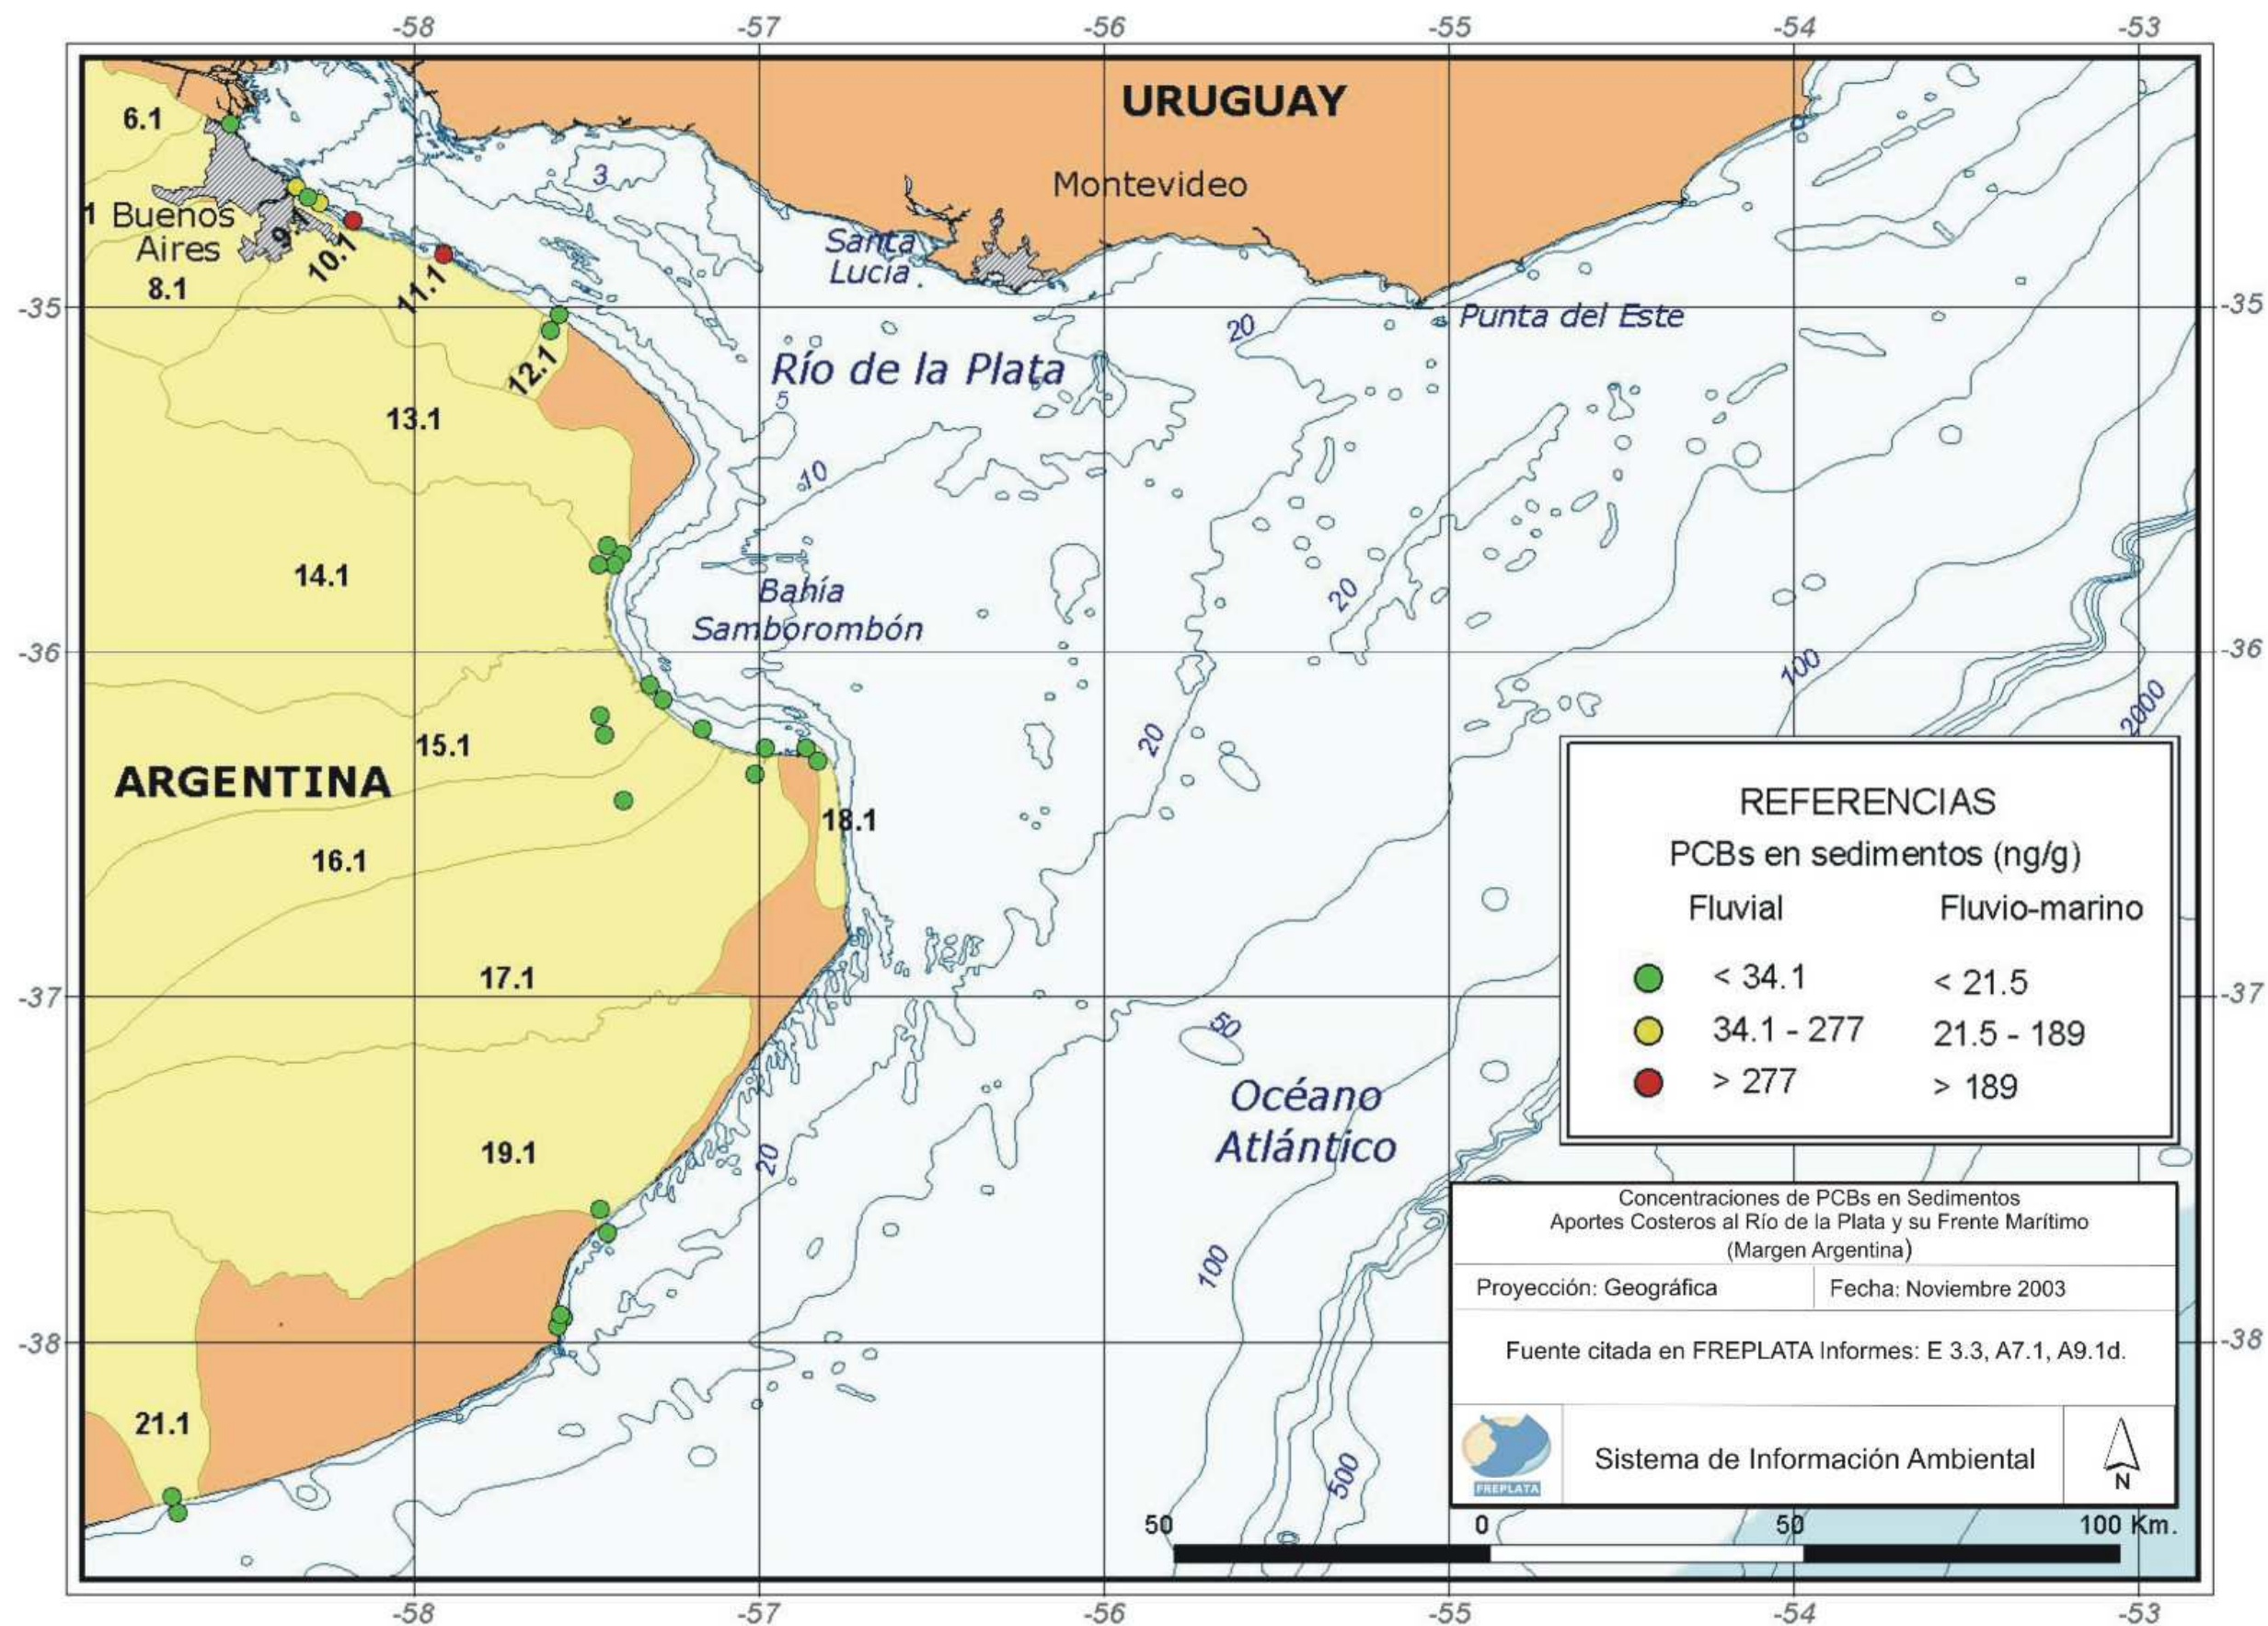 -58 -57 -56 -55 -54 -53
URUGUAY
6.1
Montevideo
3
1 Buenos
Aires
9.1
10.1
11.1
8.1
Santa
Lucía
-35 -35
Punta del Este
20
Río de la Plata
12.1
5
13.1
10
14.1
Bahía
Samborombón
20
-36 -36
100
2000
20
15.1
ARGENTINA
18.1
16.1
REFERENCIAS
PCBs en sedimentos (ng/g)
Fluvial Fluvio-marino
< 34.1 < 21.5
34.1 - 277 21.5 - 189
> 277 > 189
17.1
-37 -37
50
Océano
Atlántico
19.1
20
100
Concentraciones de PCBs en Sedimentos
Aportes Costeros al Río de la Plata y su Frente Marítimo
(Margen Argentina)
Proyección: Geográfica Fecha: Noviembre 2003
-38 -38
Fuente citada en FREPLATA Informes: E 3.3, A7.1, A9.1d.
21.1
500
FREPLATA
Sistema de Información Ambiental
N
50 0 50 100 Km.
-58 -57 -56 -55 -54 -53